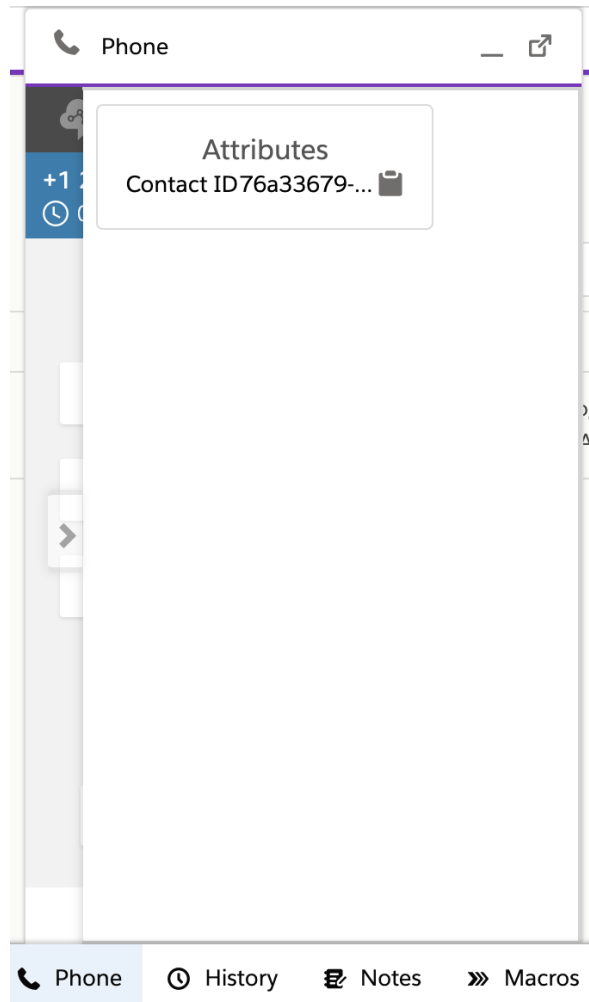 Phone
Attributes
+1
Contact ID76a33679-...
Phone
History
Notes
Macros